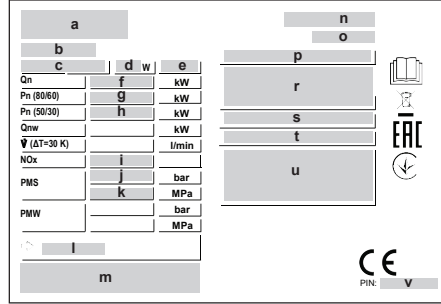 a
n
b
o
c d W e
p
Qn f kW
Pn (80/60) g kW
r
Pn (50/30) h kW
Qnw kW
s
V̇ (ΔT=30 K) l/min
t
NOx i
PMS j bar
u
k MPa
PMW bar
MPa
l
m
EAC
CE
PIN: v